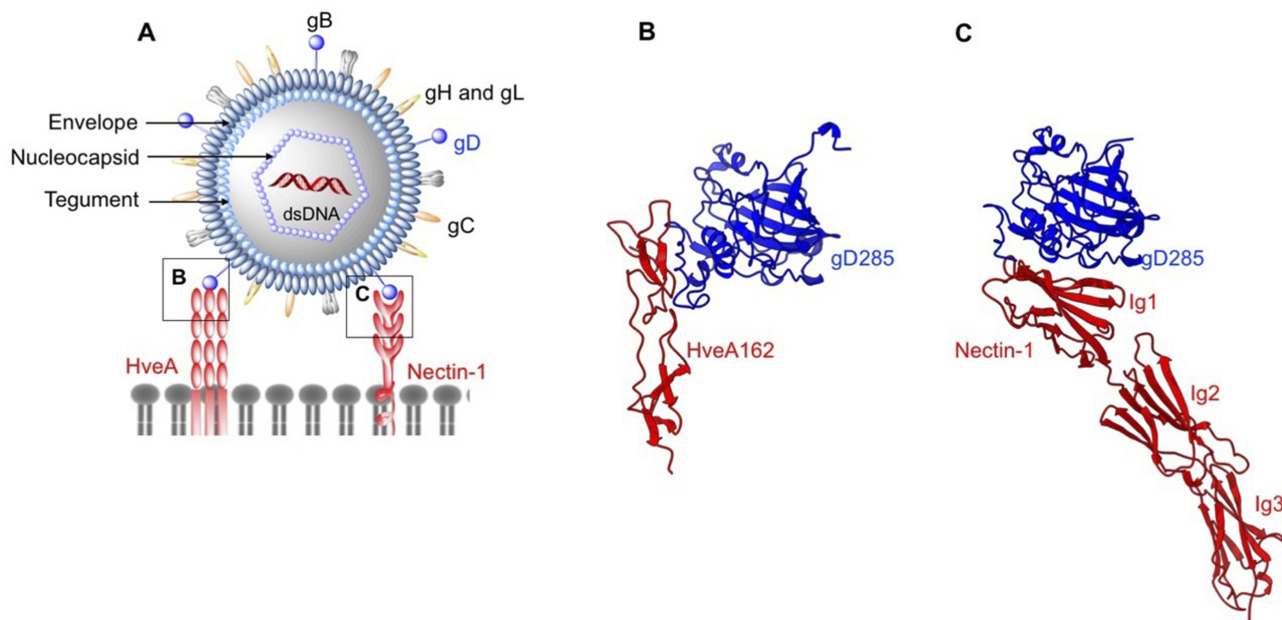 A
gB
gH and gL
Envelope
gD
Nucleocapsid
Tegument
dsDNA
gC
B
C
HveA
Nectin-1
B
gD285
HveA162
C
gD285
Ig1
Nectin-1
Ig2
Ig3